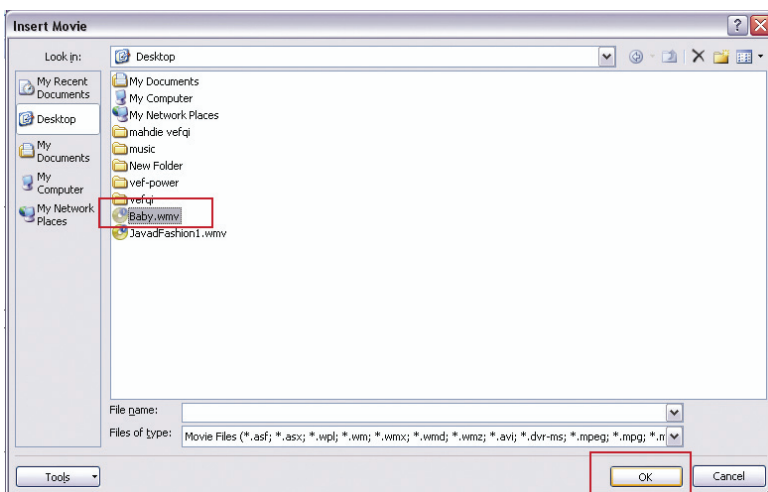 Insert Movie
Look in:
Desktop
My Recent
Documents
Desktop
My
Documents
My
Computer
My Network
Places
My Documents
My Computer
My Network Places
mahdie vefqi
music
New Folder
vef-power
vefqi
Baby.wmv
JavadFashion1.wmv
File name:
Files of type:
Movie Files (*.asf; *.asx; *.wpl; *.wm; *.wmx; *.wmd; *.wmz; *.avi; *.dvr-ms; *.mpeg; *.mpg; *.m
Tools
OK
Cancel